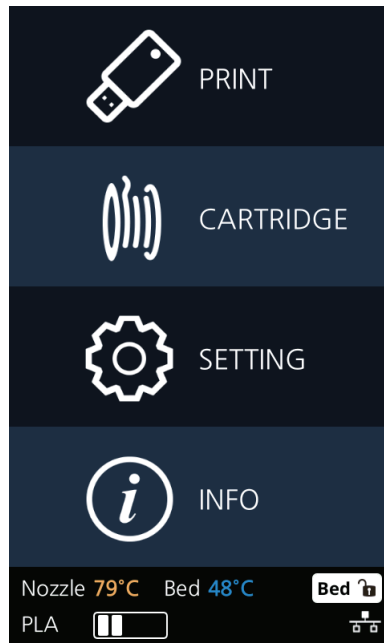 PRINT
CARTRIDGE
SETTING
INFO
Nozzle 79°C Bed 48°C Bed
PLA